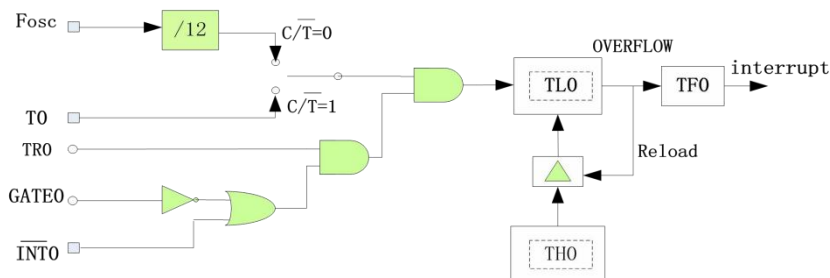 Fosc
/12
C/T=0
OVERFLOW
interrupt
TL0
TF0
C/T=1
T0
TR0
Reload
GATE0
INT0
TH0